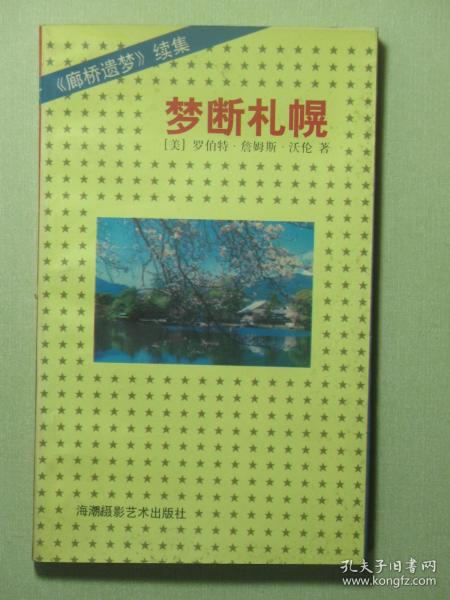 《廊桥遗梦》续集
梦断札幌
[美] 罗伯特·詹姆斯·沃伦 著
海潮摄影艺术出版社
孔夫子旧书网
www.kongfz.com